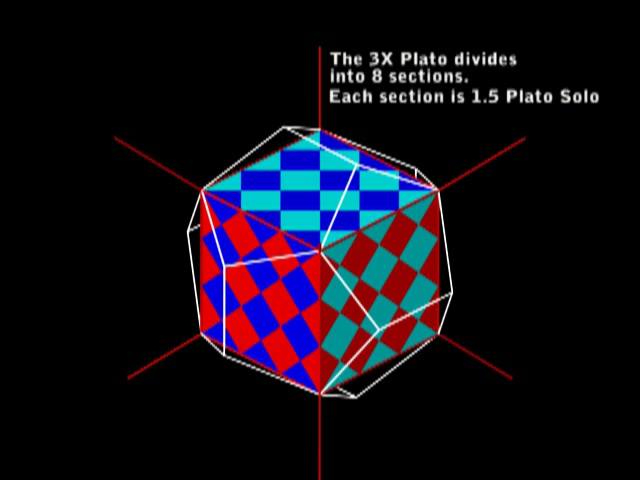 The 3X Plato divides
into 8 sections.
Each section is 1.5 Plato Solo